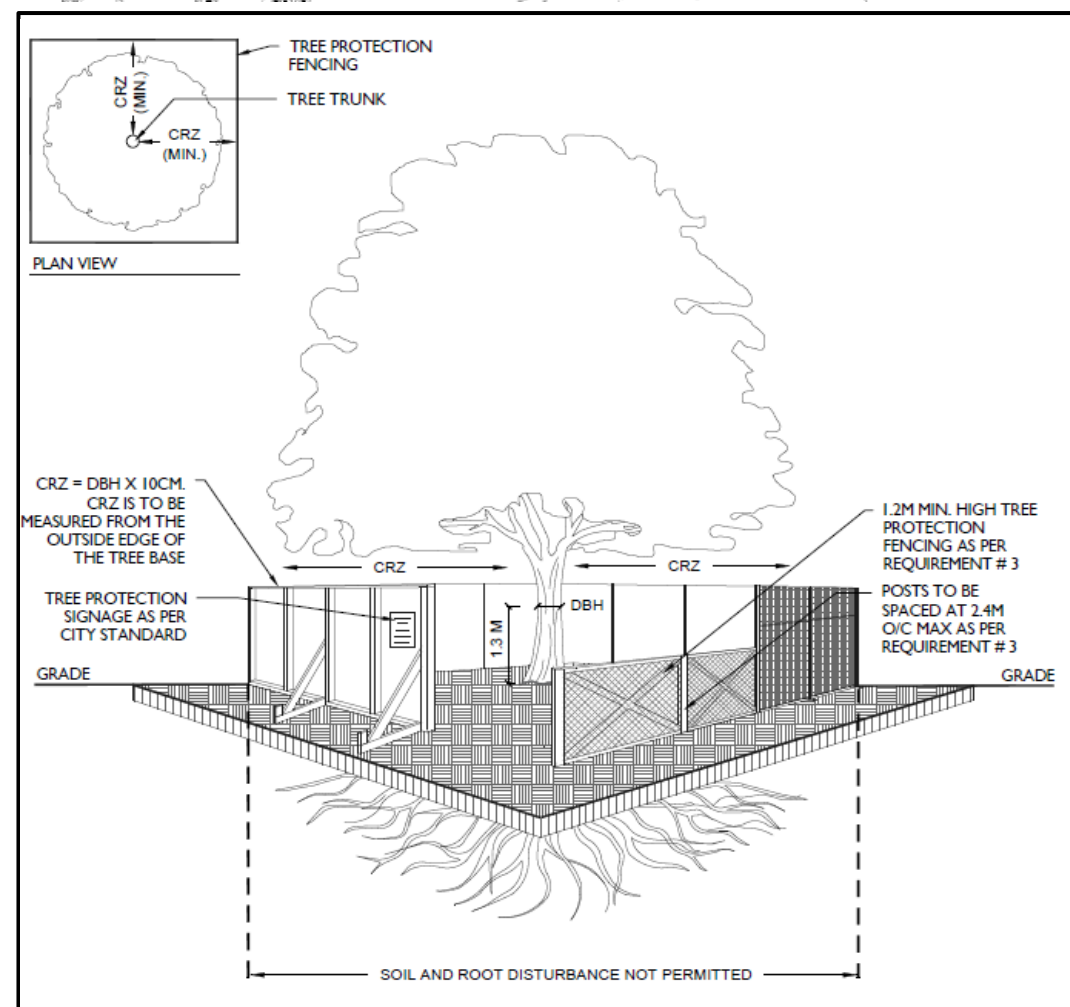 TREE PROTECTION
FENCING
TREE TRUNK
CRZ
(MIN.)
CRZ
(MIN.)
PLAN VIEW
CRZ = DBH X 10CM.
CRZ IS TO BE
MEASURED FROM THE
OUTSIDE EDGE OF
THE TREE BASE
TREE PROTECTION
SIGNAGE AS PER
CITY STANDARD
GRADE
CRZ
CRZ
DBH
1.3 M
1.2M MIN. HIGH TREE
PROTECTION
FENCING AS PER
REQUIREMENT # 3
POSTS TO BE
SPACED AT 2.4M
O/C MAX AS PER
REQUIREMENT # 3
GRADE
SOIL AND ROOT DISTURBANCE NOT PERMITTED